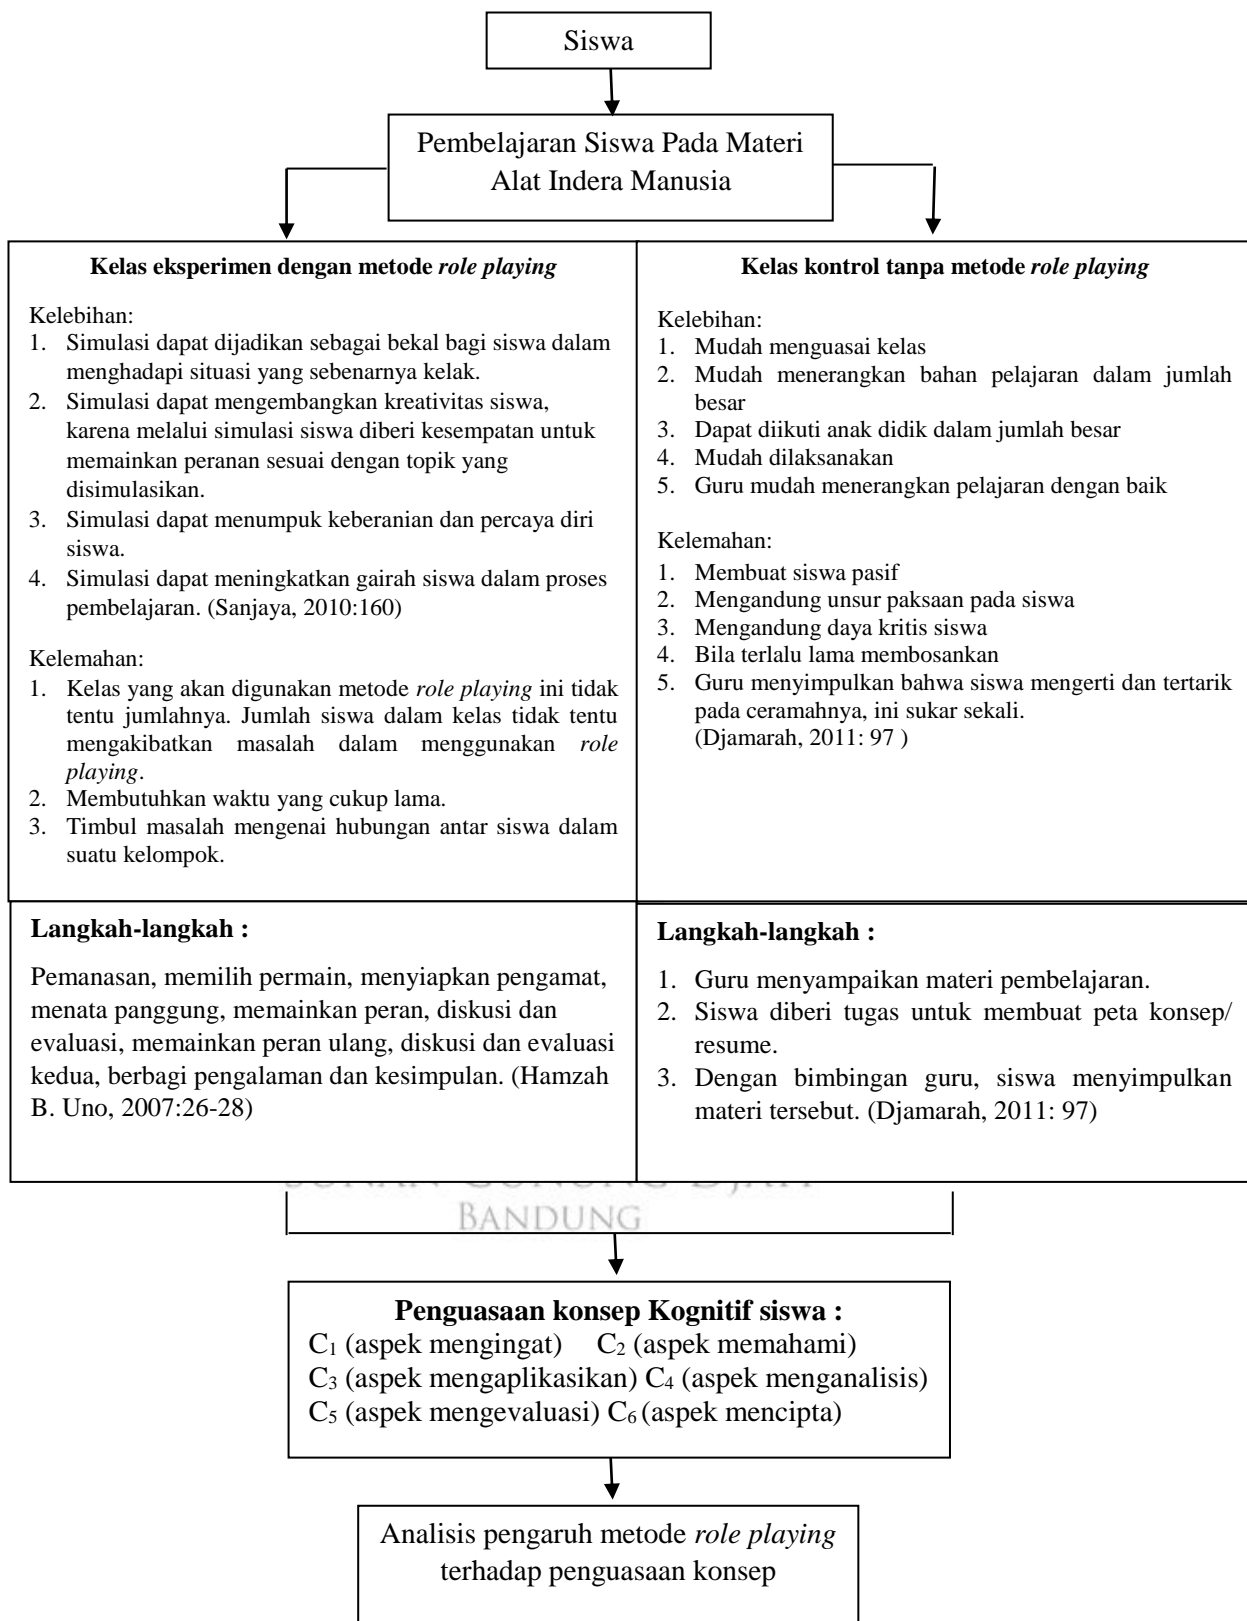 Siswa
Pembelajaran Siswa Pada Materi
Alat Indera Manusia
Kelas eksperimen dengan metode role playing
Kelebihan:
1. Simulasi dapat dijadikan sebagai bekal bagi siswa dalam
menghadapi situasi yang sebenarnya kelak.
2. Simulasi dapat mengembangkan kreativitas siswa,
karena melalui simulasi siswa diberi kesempatan untuk
memainkan peranan sesuai dengan topik yang
disimulasikan.
3. Simulasi dapat menumpuk keberanian dan percaya diri
siswa.
4. Simulasi dapat meningkatkan gairah siswa dalam proses
pembelajaran. (Sanjaya, 2010:160)
Kelemahan:
1. Kelas yang akan digunakan metode role playing ini tidak
tentu jumlahnya. Jumlah siswa dalam kelas tidak tentu
mengakibatkan masalah dalam menggunakan role
playing.
2. Membutuhkan waktu yang cukup lama.
3. Timbul masalah mengenai hubungan antar siswa dalam
suatu kelompok.
Kelas kontrol tanpa metode role playing
Kelebihan:
1. Mudah menguasai kelas
2. Mudah menerangkan bahan pelajaran dalam jumlah
besar
3. Dapat diikuti anak didik dalam jumlah besar
4. Mudah dilaksanakan
5. Guru mudah menerangkan pelajaran dengan baik
Kelemahan:
1. Membuat siswa pasif
2. Mengandung unsur paksaan pada siswa
3. Mengandung daya kritis siswa
4. Bila terlalu lama membosankan
5. Guru menyimpulkan bahwa siswa mengerti dan tertarik
pada ceramahnya, ini sukar sekali.
(Djamarah, 2011: 97 )
Langkah-langkah :
Pemanasan, memilih permain, menyiapkan pengamat,
menata panggung, memainkan peran, diskusi dan
evaluasi, memainkan peran ulang, diskusi dan evaluasi
kedua, berbagi pengalaman dan kesimpulan. (Hamzah
B. Uno, 2007:26-28)
Langkah-langkah :
1. Guru menyampaikan materi pembelajaran.
2. Siswa diberi tugas untuk membuat peta konsep/
resume.
3. Dengan bimbingan guru, siswa menyimpulkan
materi tersebut. (Djamarah, 2011: 97)
SUNAN GUNUNG DJATI
BANDUNG
Penguasaan konsep Kognitif siswa :
C₁ (aspek mengingat) C₂ (aspek memahami)
C₃ (aspek mengaplikasikan) C₄ (aspek menganalisis)
C₅ (aspek mengevaluasi) C₆ (aspek mencipta)
Analisis pengaruh metode role playing
terhadap penguasaan konsep